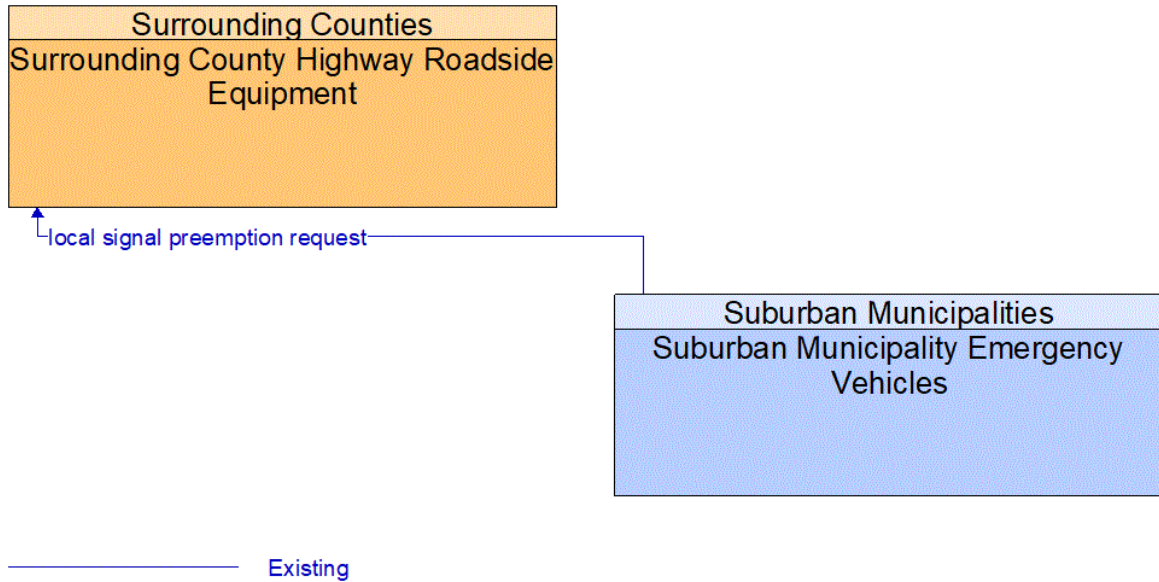 Surrounding Counties
Surrounding County Highway Roadside
Equipment
local signal preemption request
Suburban Municipalities
Suburban Municipality Emergency
Vehicles
Existing